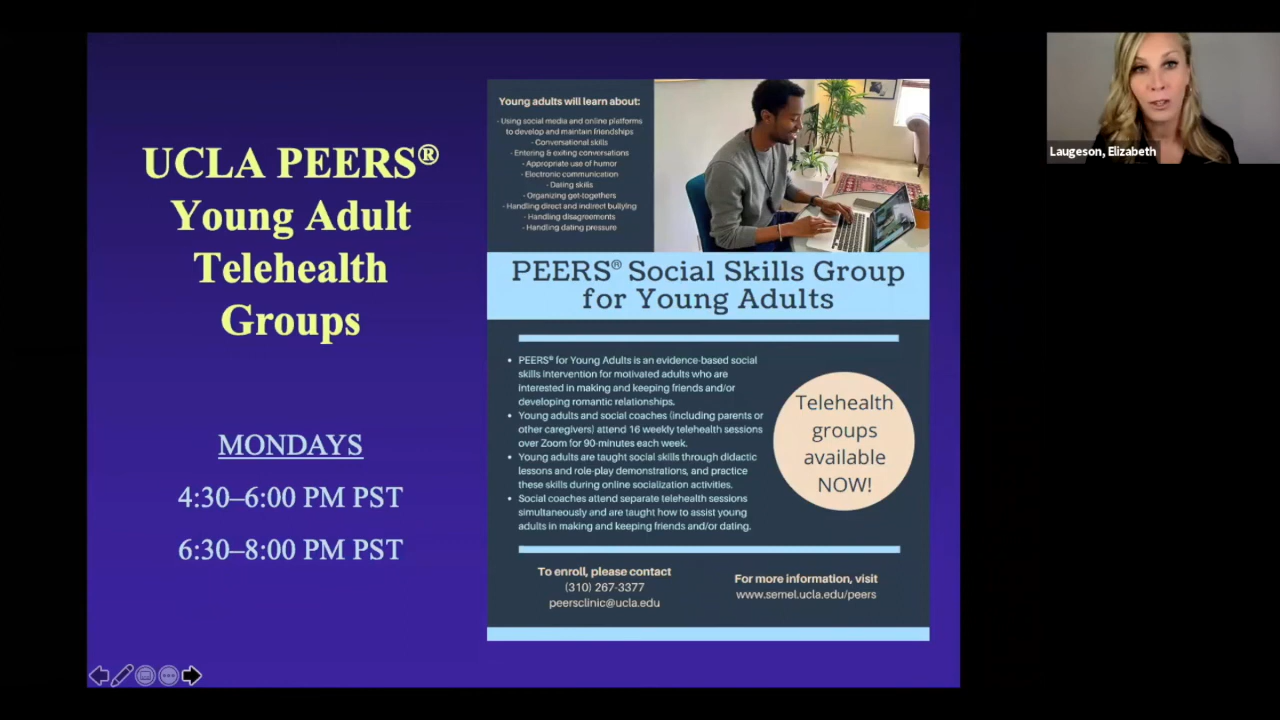 UCLA PEERS®
Young Adult
Telehealth
Groups
MONDAYS
4:30–6:00 PM PST
6:30–8:00 PM PST
Young adults will learn about:
- Using social media and online platforms
to develop and maintain friendships
- Conversational skills
- Entering & exiting conversations
- Appropriate use of humor
- Electronic communication
- Dating skills
- Organizing get-togethers
- Handling direct and indirect bullying
- Handling disagreements
- Handling dating pressure
PEERS® Social Skills Group
for Young Adults
• PEERS® for Young Adults is an evidence-based social
skills intervention for motivated adults who are
interested in making and keeping friends and/or
developing romantic relationships.
• Young adults and social coaches (including parents or
other caregivers) attend 16 weekly telehealth sessions
over Zoom for 90-minutes each week.
• Young adults are taught social skills through didactic
lessons and role-play demonstrations, and practice
these skills during online socialization activities.
• Social coaches attend separate telehealth sessions
simultaneously and are taught how to assist young
adults in making and keeping friends and/or dating.
Telehealth
groups
available
NOW!
To enroll, please contact
(310) 267-3377
peersclinic@ucla.edu
For more information, visit
www.semel.ucla.edu/peers
Laugeson, Elizabeth